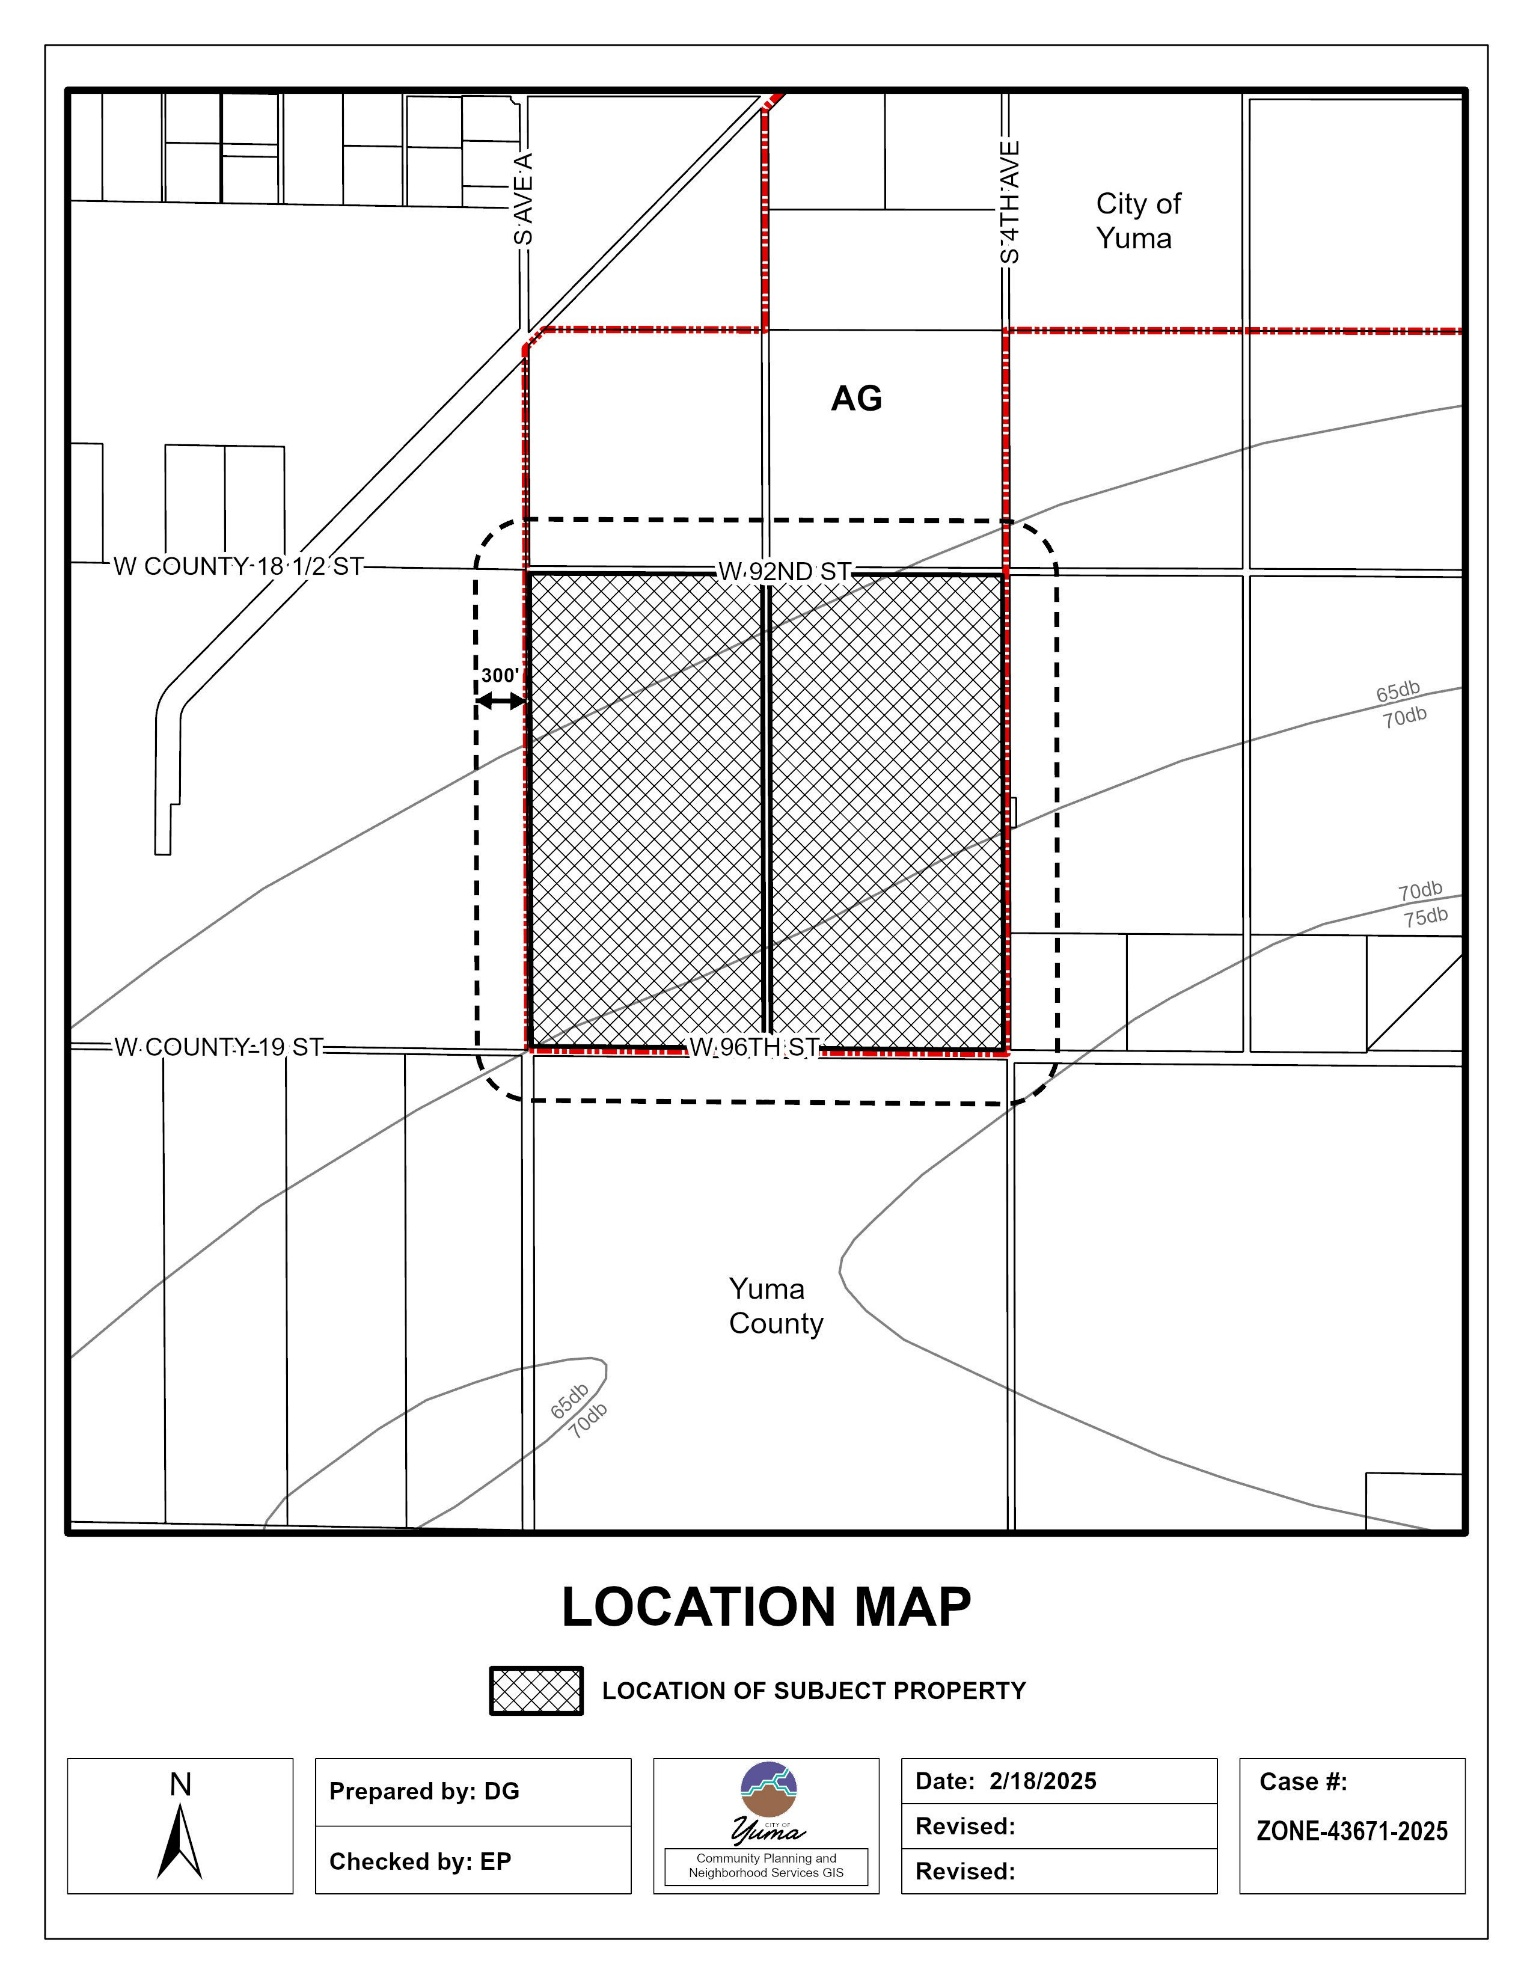 S AVE A
S 4TH AVE
City of
Yuma
AG
W COUNTY 18 1/2 ST
W 92ND ST
300'
65db
70db
70db
75db
W COUNTY 19 ST
W 96TH ST
Yuma
County
65db
70db
LOCATION MAP
LOCATION OF SUBJECT PROPERTY
N
Prepared by: DG
Checked by: EP
CITY OF
Yuma
Community Planning and
Neighborhood Services GIS
Date: 2/18/2025
Revised:
Revised:
Case #:
ZONE-43671-2025